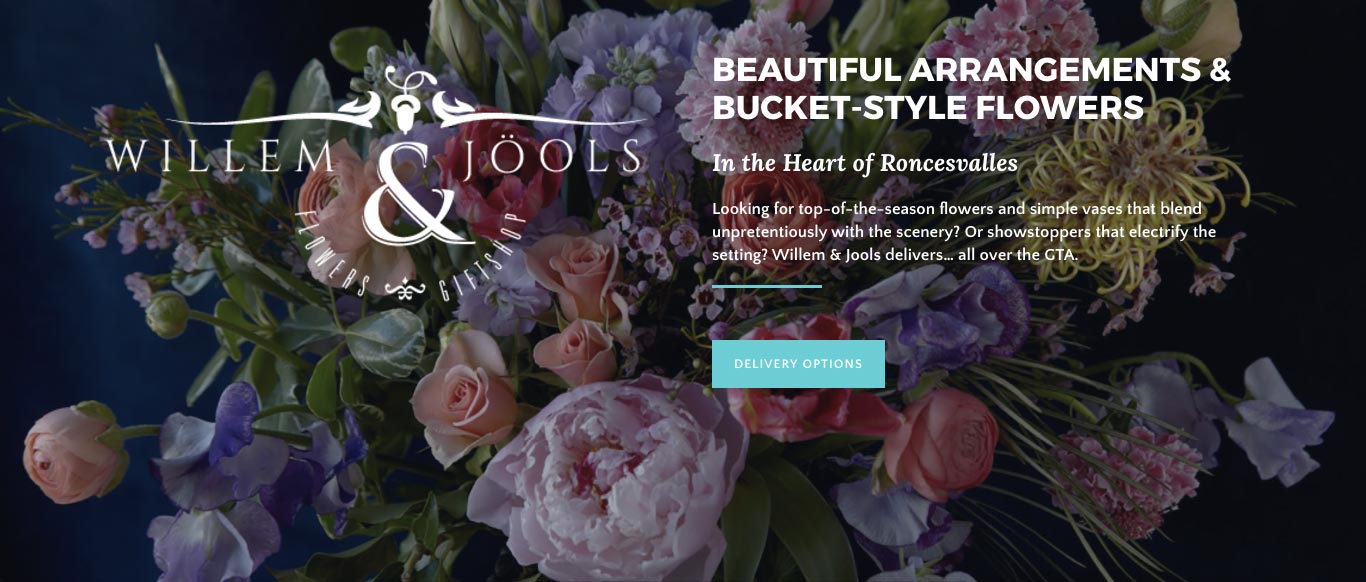 WILLEM & JÖOLS
FLOWERS GIFTSHOP
BEAUTIFUL ARRANGEMENTS &
BUCKET-STYLE FLOWERS
In the Heart of Roncesvalles
Looking for top-of-the-season flowers and simple vases that blend
unpretentiously with the scenery? Or showstoppers that electrify the
setting? Willem & Jools delivers... all over the GTA.
DELIVERY OPTIONS